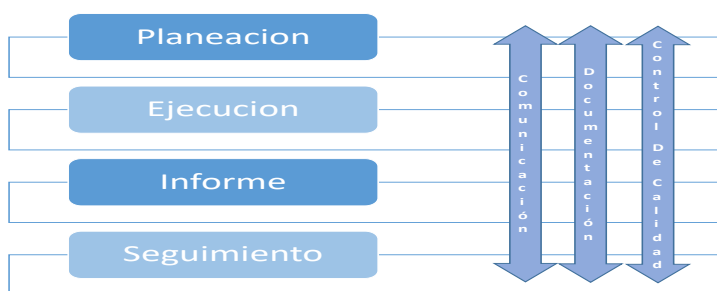 Planeacion
Ejecucion
Informe
Seguimiento
Comunicación
Documentación
Control De Calidad